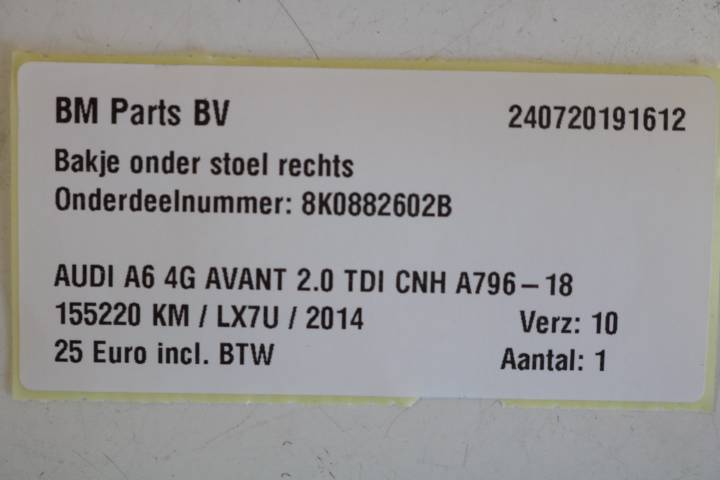 BM Parts BV 240720191612
Bakje onder stoel rechts
Onderdeelnummer: 8K0882602B
AUDI A6 4G AVANT 2.0 TDI CNH A796-18
155220 KM / LX7U / 2014 Verz: 10
25 Euro incl. BTW Aantal: 1